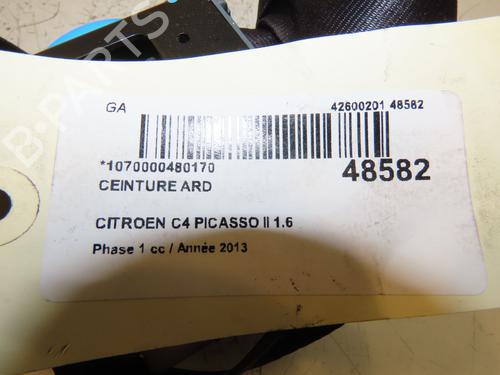 GA
42600201 48582
*1070000480170
48582
CEINTURE ARD
CITROEN C4 PICASSO II 1.6
Phase 1 cc / Année 2013
B-PARTS